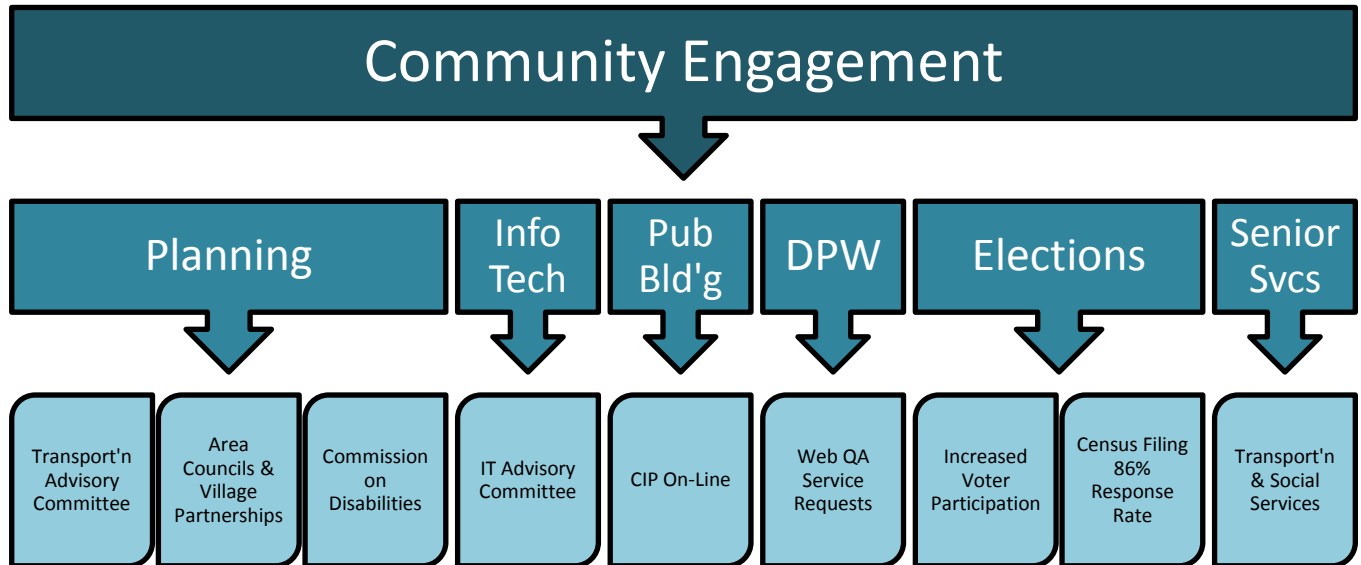 Community Engagement
Planning
Info
Tech
Pub
Bld'g
DPW
Elections
Senior
Svcs
Transport'n
Advisory
Committee
Area
Councils &
Village
Partnerships
Commission
on
Disabilities
IT Advisory
Committee
CIP On-Line
Web QA
Service
Requests
Increased
Voter
Participation
Census Filing
86%
Response
Rate
Transport'n
& Social
Services